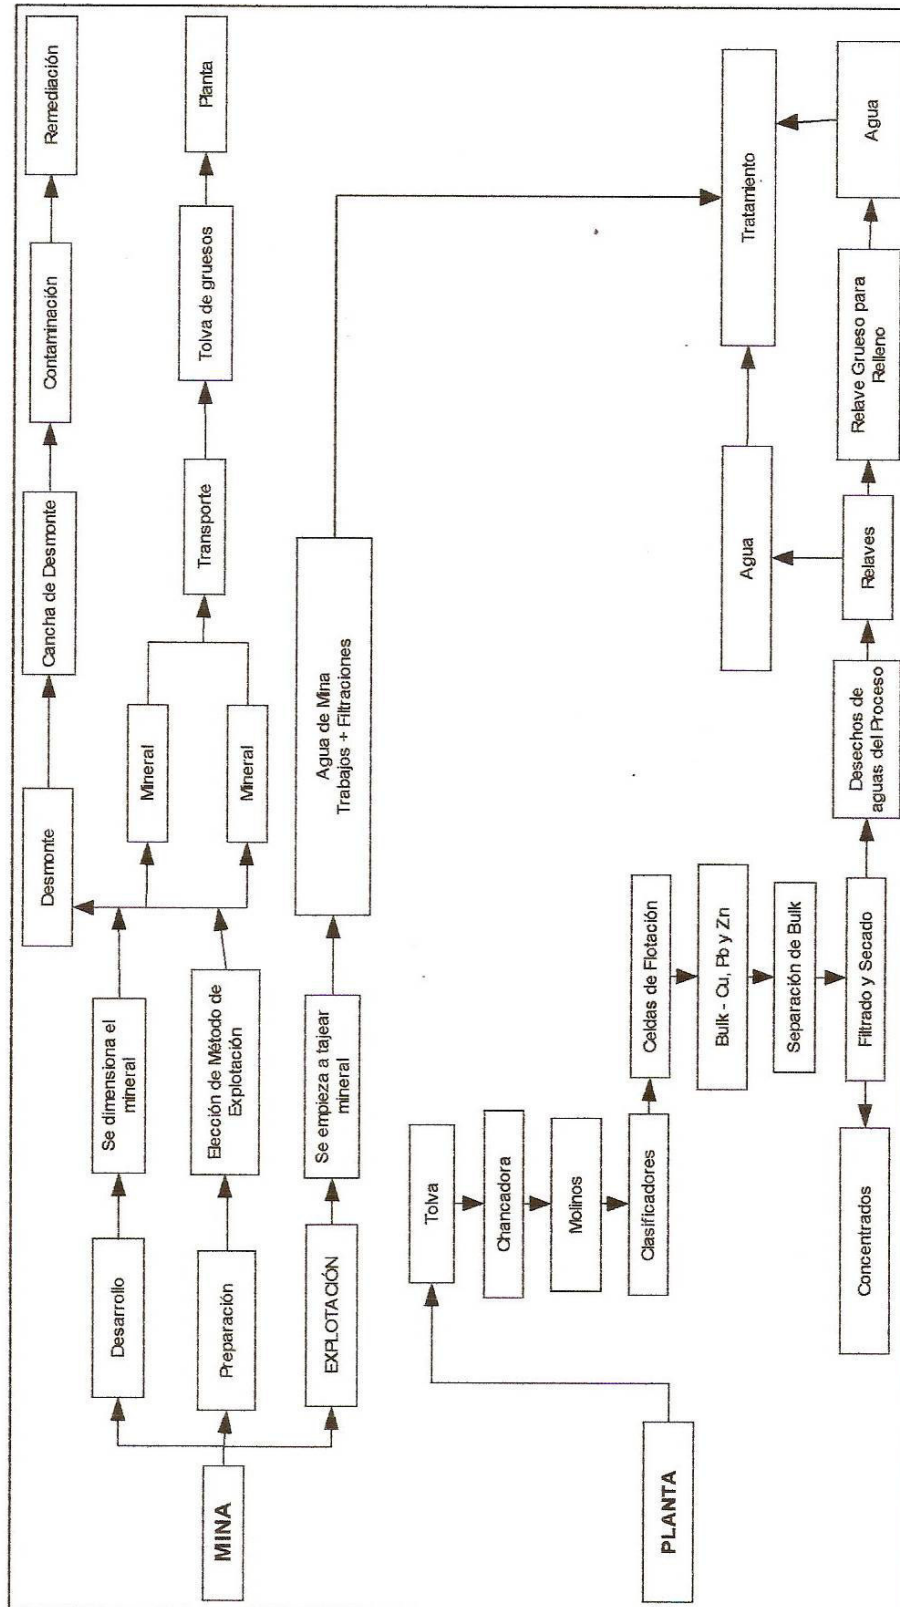 MINA
Desarrollo
Se dimensiona el
mineral
Preparación
Elección de Método de
Explotación
EXPLOTACIÓN
Se empieza a tajear
mineral
Desmonte
Cancha de Desmonte
Contaminación
Remediación
Mineral
Mineral
Transporte
Tolva de gruesos
Planta
Agua de Mina
Trabajos + Filtraciones
PLANTA
Tolva
Chancadora
Molinos
Clasificadores
Celdas de Flotación
Bulk - Cu, Pb y Zn
Separación de Bulk
Filtrado y Secado
Concentrados
Desechos de
aguas del Proceso
Relaves
Agua
Tratamiento
Relave Grueso para
Relleno
Agua